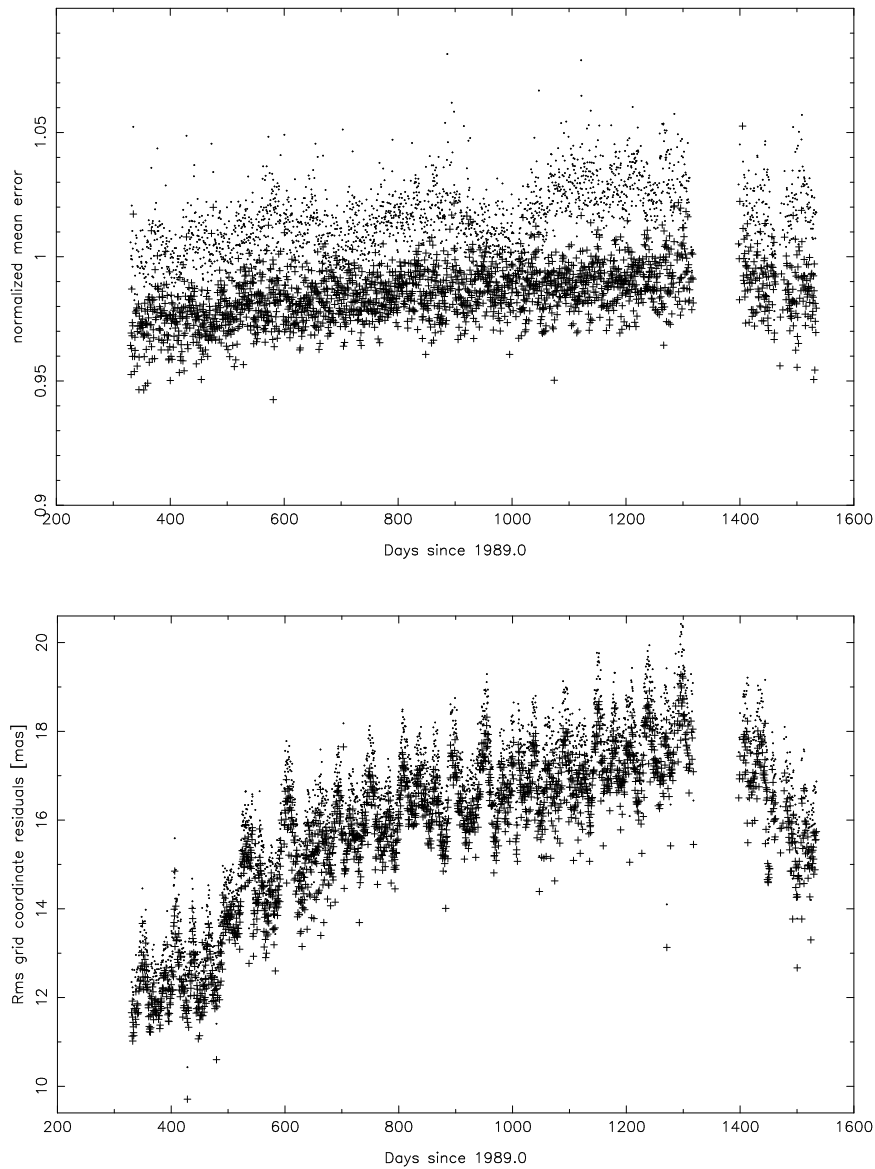 1.05
1
0.95
0.9
normalized mean error
200 400 600 800 1000 1200 1400 1600
Days since 1989.0
20
18
16
14
12
10
Rms grid coordinate residuals [mas]
200 400 600 800 1000 1200 1400 1600
Days since 1989.0